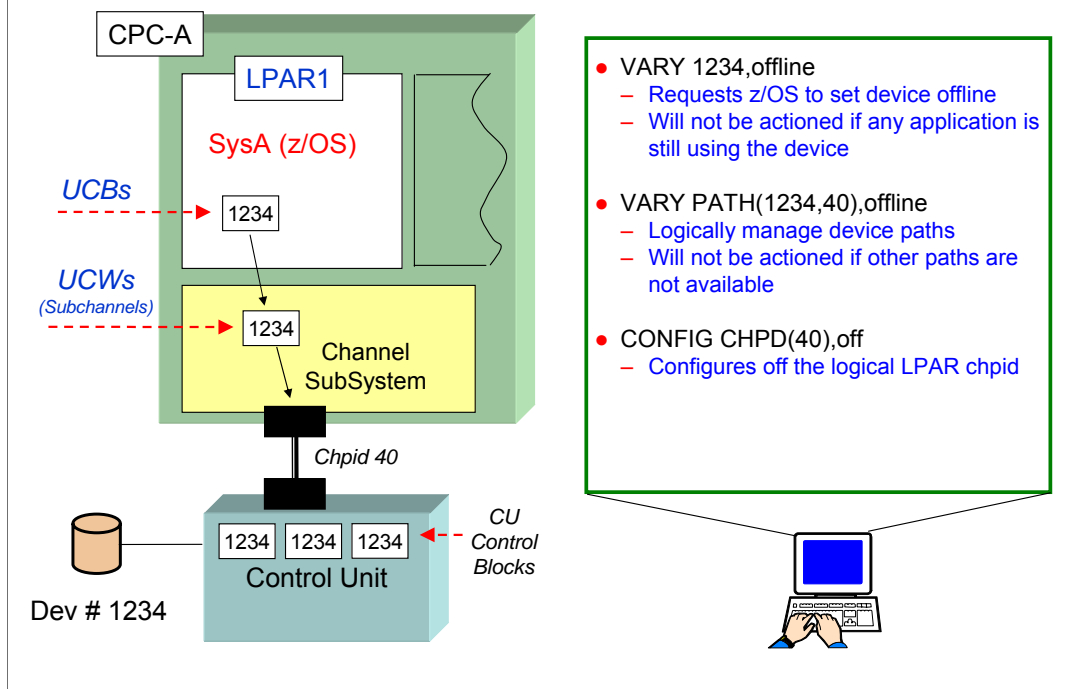 CPC-A
LPAR1
SysA (z/OS)
UCBs
1234
UCWs
(Subchannels)
1234
Channel
SubSystem
Chpid 40
1234 1234 1234
CU
Control
Blocks
Control Unit
Dev # 1234
● VARY 1234,offline
– Requests z/OS to set device offline
– Will not be actioned if any application is
still using the device
● VARY PATH(1234,40),offline
– Logically manage device paths
– Will not be actioned if other paths are
not available
● CONFIG CHPD(40),off
– Configures off the logical LPAR chpid